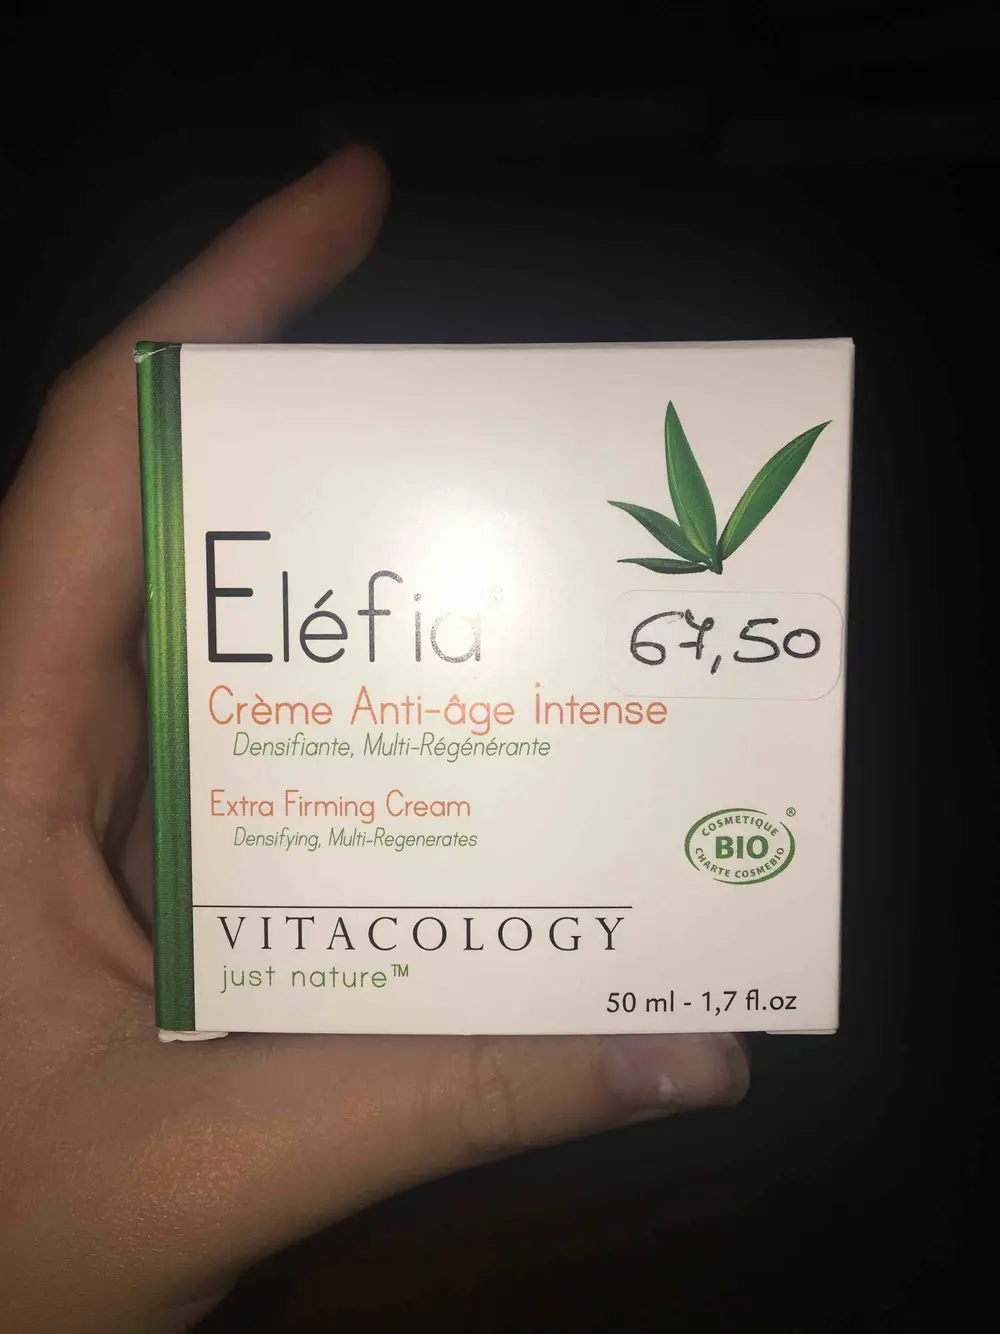 Eléfia®
67,50
Crème Anti-âge Intense
Densifiante, Multi-Régénérante
Extra Firming Cream
Densifying, Multi-Regenerates
COSMETIQUE ®
BIO
CHARTE COSMEBIO
VITACOLOGY
just nature™
50 ml - 1,7 fl.oz